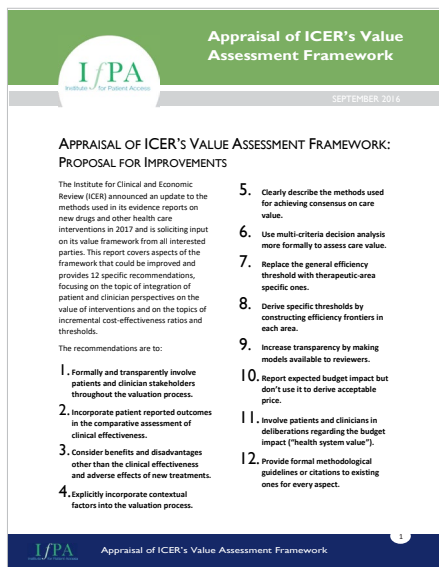 Appraisal of ICER's Value
Assessment Framework
IfPA
Institute for Patient Access
SEPTEMBER 2016
APPRAISAL OF ICER'S VALUE ASSESSMENT FRAMEWORK:
PROPOSAL FOR IMPROVEMENTS
The Institute for Clinical and Economic
Review (ICER) announced an update to the
methods used in its evidence reports on
new drugs and other health care
interventions in 2017 and is soliciting input
on its value framework from all interested
parties. This report covers aspects of the
framework that could be improved and
provides 12 specific recommendations,
focusing on the topic of integration of
patient and clinician perspectives on the
value of interventions and on the topics of
incremental cost-effectiveness ratios and
thresholds.
The recommendations are to:
1. Formally and transparently involve
patients and clinician stakeholders
throughout the valuation process.
2. Incorporate patient reported outcomes
in the comparative assessment of
clinical effectiveness.
3. Consider benefits and disadvantages
other than the clinical effectiveness
and adverse effects of new treatments.
4. Explicitly incorporate contextual
factors into the valuation process.
5. Clearly describe the methods used
for achieving consensus on care
value.
6. Use multi-criteria decision analysis
more formally to assess care value.
7. Replace the general efficiency
threshold with therapeutic-area
specific ones.
8. Derive specific thresholds by
constructing efficiency frontiers in
each area.
9. Increase transparency by making
models available to reviewers.
10. Report expected budget impact but
don't use it to derive acceptable
price.
11. Involve patients and clinicians in
deliberations regarding the budget
impact ("health system value").
12. Provide formal methodological
guidelines or citations to existing
ones for every aspect.
1
IfPA
Appraisal of ICER's Value Assessment Framework